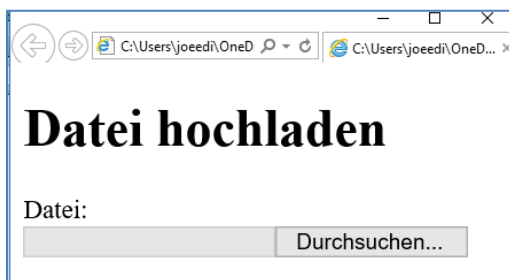 C:\Users\joeedi\OneD
C:\Users\joeedi\OneD...
Datei hochladen
Datei:
Durchsuchen...